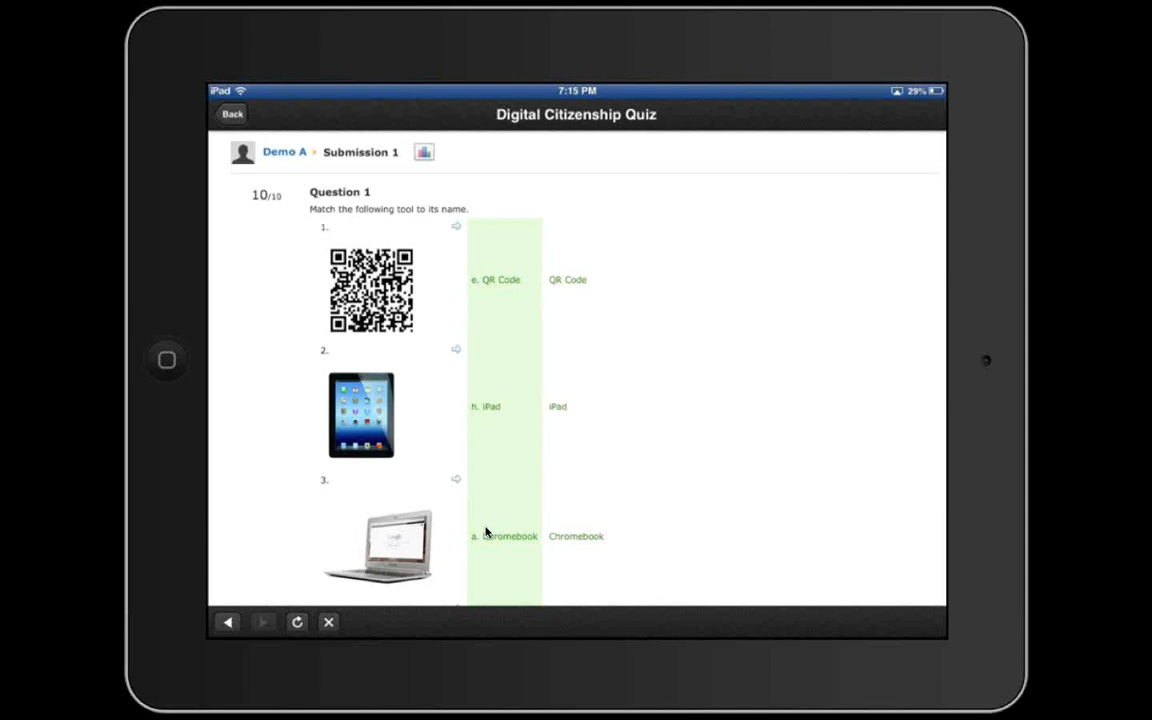 iPad 7:15 PM 29%
Back Digital Citizenship Quiz
Demo A Submission 1
10/10 Question 1
Match the following tool to its name.
1.
e. QR Code QR Code
2.
h. iPad iPad
3.
a. Chromebook Chromebook